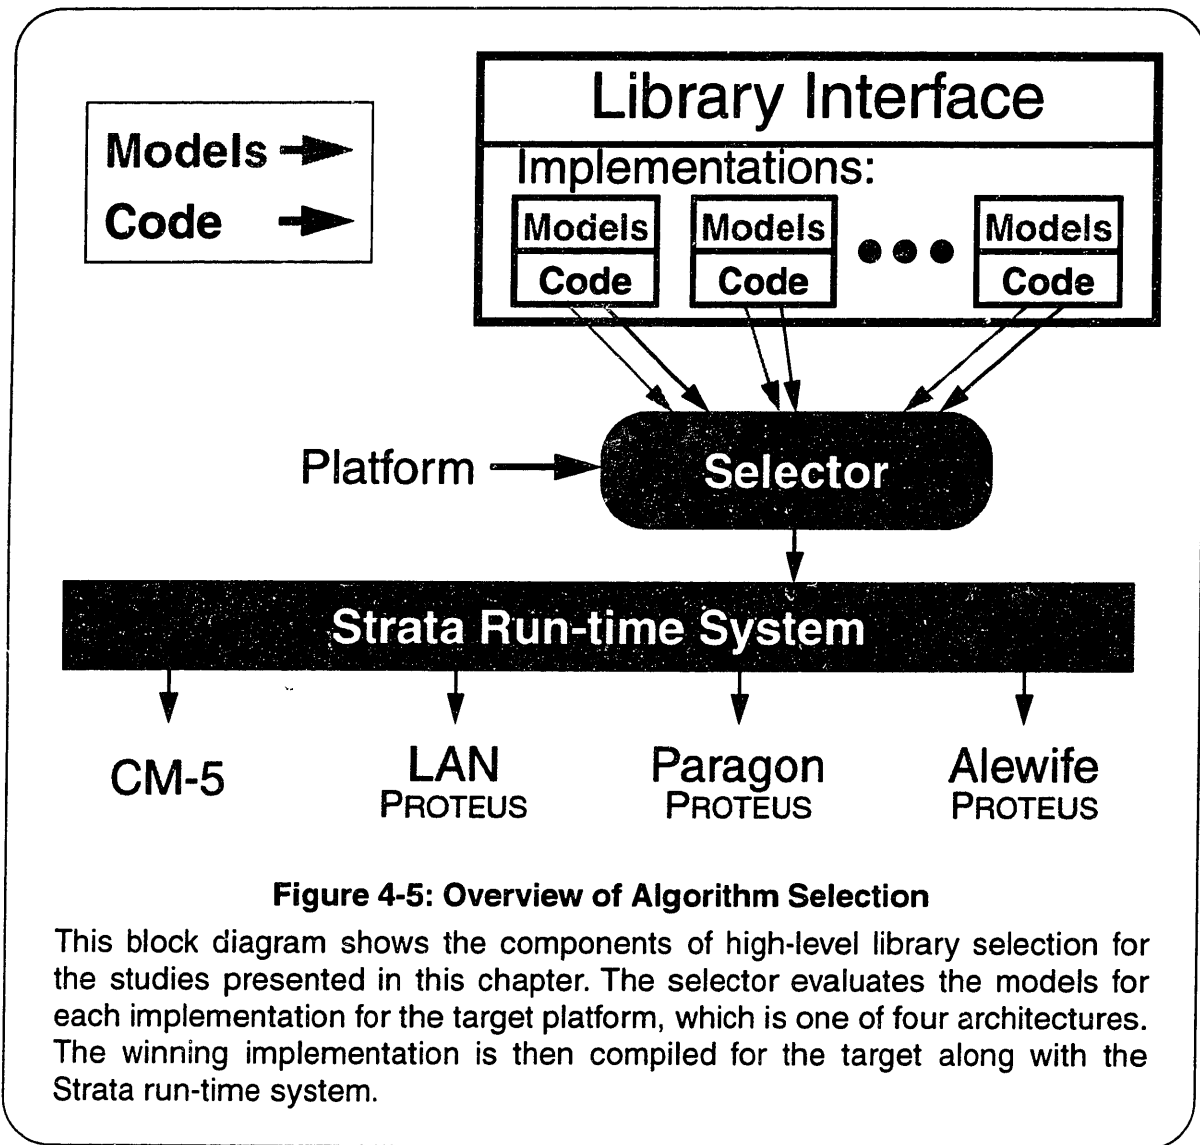 Library Interface
Models
Code
Implementations:
Models Models Models
Code Code Code
Platform
Selector
Strata Run-time System
CM-5
LAN
PROTEUS
Paragon
PROTEUS
Alewife
PROTEUS
Figure 4-5: Overview of Algorithm Selection
This block diagram shows the components of high-level library selection for
the studies presented in this chapter. The selector evaluates the models for
each implementation for the target platform, which is one of four architectures.
The winning implementation is then compiled for the target along with the
Strata run-time system.